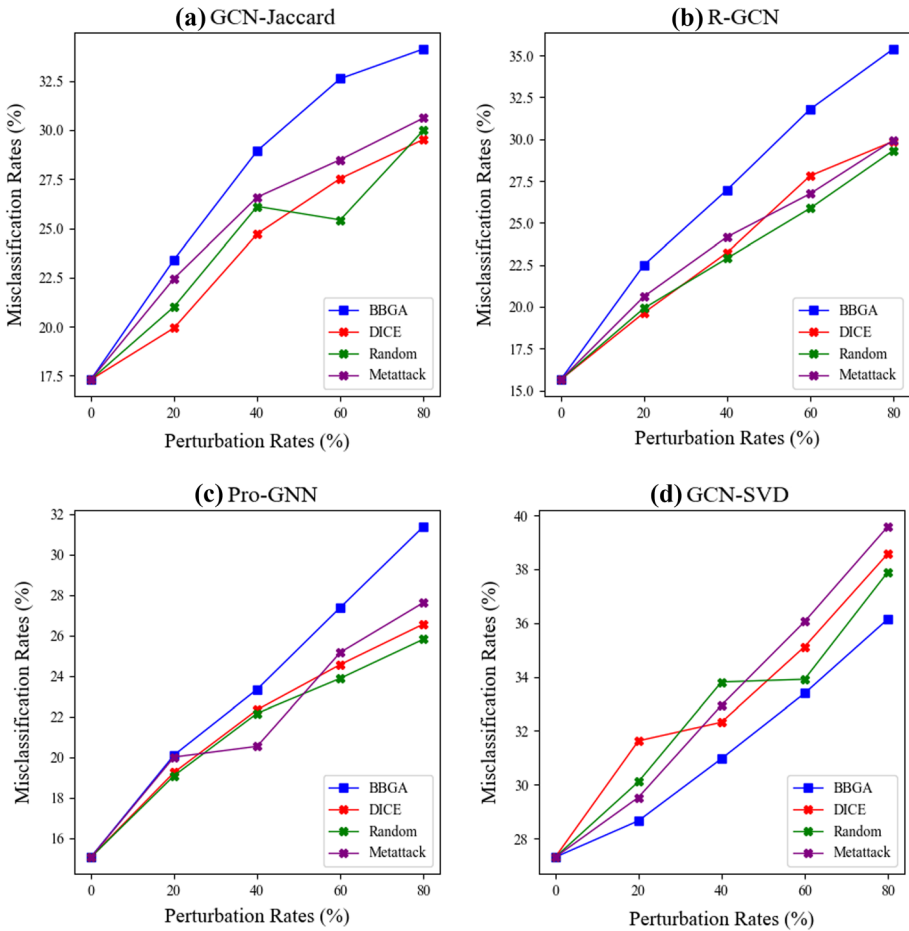 (a) GCN-Jaccard
Misclassification Rates (%)
32.5
30.0
27.5
25.0
22.5
20.0
17.5
0 20 40 60 80
Perturbation Rates (%)
BBGA
DICE
Random
Metattack
(b) R-GCN
Misclassification Rates (%)
35.0
32.5
30.0
27.5
25.0
22.5
20.0
17.5
15.0
0 20 40 60 80
Perturbation Rates (%)
BBGA
DICE
Random
Metattack
(c) Pro-GNN
Misclassification Rates (%)
32
30
28
26
24
22
20
18
16
0 20 40 60 80
Perturbation Rates (%)
BBGA
DICE
Random
Metattack
(d) GCN-SVD
Misclassification Rates (%)
40
38
36
34
32
30
28
0 20 40 60 80
Perturbation Rates (%)
BBGA
DICE
Random
Metattack